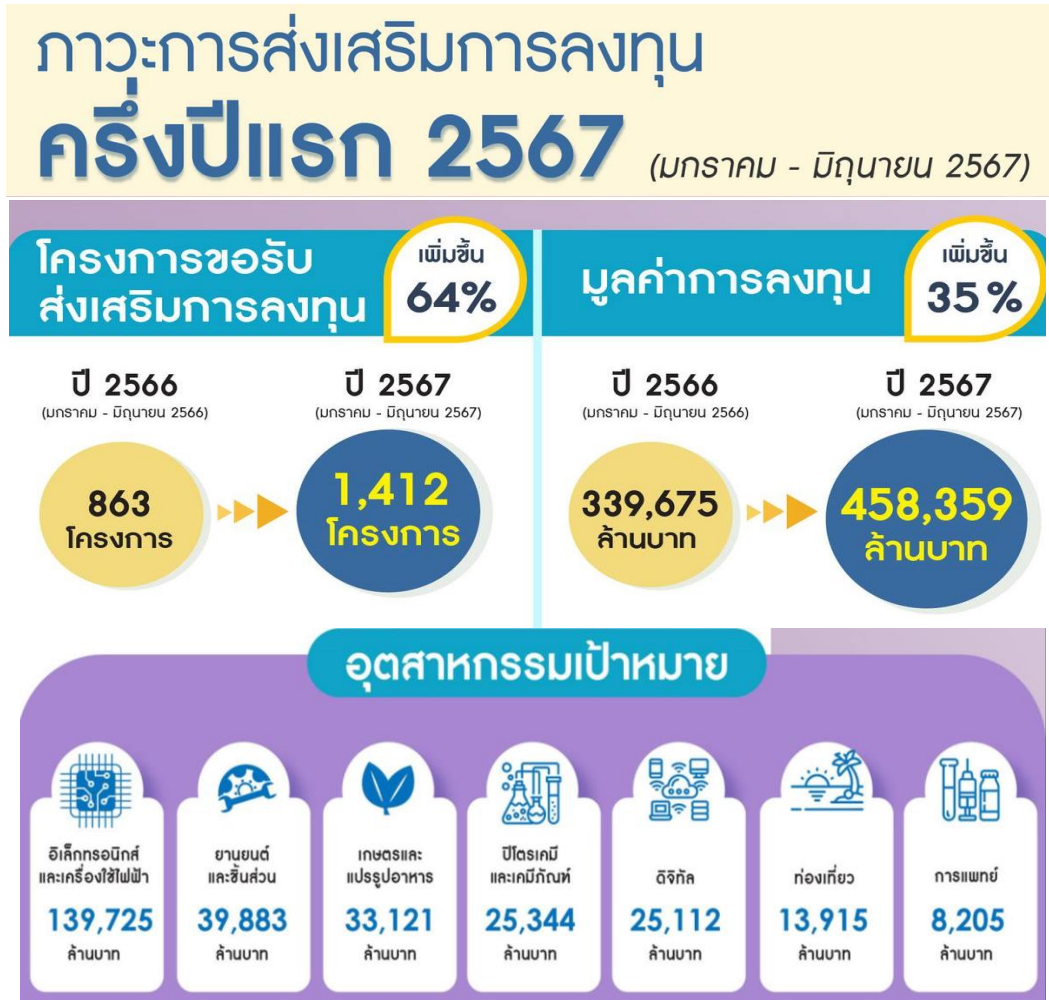 ภาวะการส่งเสริมการลงทุน
ครึ่งปีแรก 2567 (มกราคม - มิถุนายน 2567)
โครงการขอรับ
ส่งเสริมการลงทุน
เพิ่มขึ้น
64%
ปี 2566
(มกราคม - มิถุนายน 2566)
863
โครงการ
ปี 2567
(มกราคม - มิถุนายน 2567)
1,412
โครงการ
มูลค่าการลงทุน
เพิ่มขึ้น
35%
ปี 2566
(มกราคม - มิถุนายน 2566)
339,675
ล้านบาท
ปี 2567
(มกราคม - มิถุนายน 2567)
458,359
ล้านบาท
อุตสาหกรรมเป้าหมาย
อิเล็กทรอนิกส์
และเครื่องใช้ไฟฟ้า
139,725
ล้านบาท
ยานยนต์
และชิ้นส่วน
39,883
ล้านบาท
เกษตรและ
แปรรูปอาหาร
33,121
ล้านบาท
ปิโตรเคมี
และเคมีภัณฑ์
25,344
ล้านบาท
ดิจิทัล
25,112
ล้านบาท
ท่องเที่ยว
13,915
ล้านบาท
การแพทย์
8,205
ล้านบาท